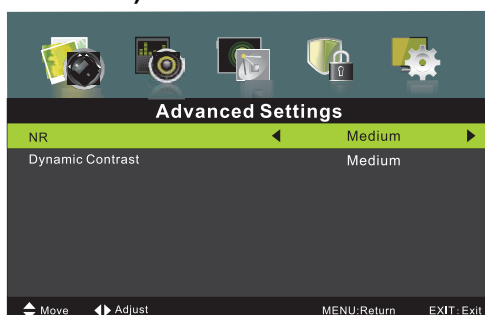 Advanced Settings
NR Medium
Dynamic Contrast Medium
Move Adjust MENU:Return EXIT:Exit